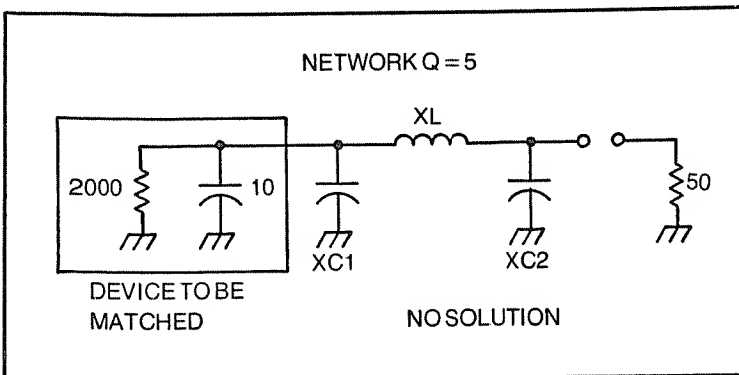 NETWORK Q = 5
XL
2000
10
50
XC1
XC2
DEVICE TO BE
MATCHED
NO SOLUTION